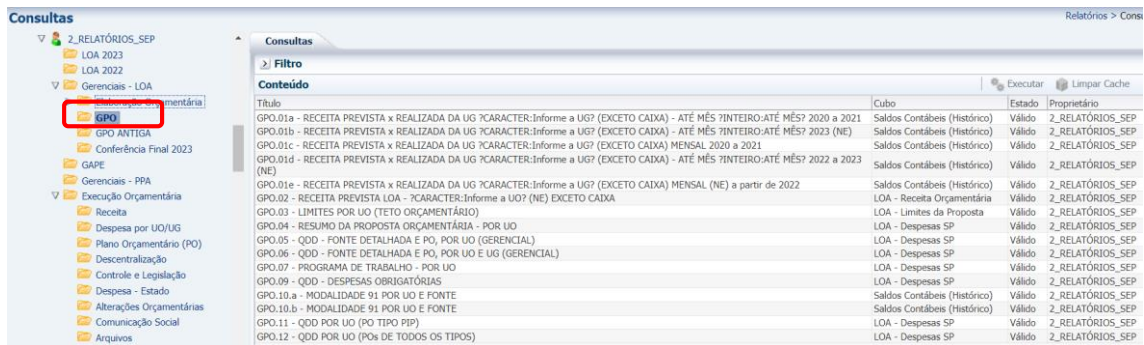 Consultas
Relatórios > Consu
2_RELATÓRIOS_SEP
LOA 2023
LOA 2022
Gerenciais - LOA
Elaboração Orçamentária
GPO
GPO ANTIGA
Conferência Final 2023
GAPE
Gerenciais - PPA
Execução Orçamentária
Receita
Despesa por UO/UG
Plano Orçamentário (PO)
Descentralização
Controle e Legislação
Despesa - Estado
Alterações Orçamentárias
Comunicação Social
Arquivos
Consultas
Filtro
Conteúdo Executar Limpar Cache
Título Cubo Estado Proprietário
GPO.01a - RECEITA PREVISTA x REALIZADA DA UG ?CARACTER:Informe a UG? (EXCETO CAIXA) - ATÉ MÊS ?INTEIRO:ATÉ MÊS? 2020 a 2021 Saldos Contábeis (Histórico) Válido 2_RELATÓRIOS_SEP
GPO.01b - RECEITA PREVISTA x REALIZADA DA UG ?CARACTER:Informe a UG? (EXCETO CAIXA) - ATÉ MÊS ?INTEIRO:ATÉ MÊS? 2023 (NE) Saldos Contábeis (Histórico) Válido 2_RELATÓRIOS_SEP
GPO.01c - RECEITA PREVISTA x REALIZADA DA UG ?CARACTER:Informe a UG? (EXCETO CAIXA) MENSAL 2020 a 2021 Saldos Contábeis (Histórico) Válido 2_RELATÓRIOS_SEP
GPO.01d - RECEITA PREVISTA x REALIZADA DA UG ?CARACTER:Informe a UG? (EXCETO CAIXA) - ATÉ MÊS ?INTEIRO:ATÉ MÊS? 2022 a 2023 Saldos Contábeis (Histórico) Válido 2_RELATÓRIOS_SEP
(NE)
GPO.01e - RECEITA PREVISTA x REALIZADA DA UG ?CARACTER:Informe a UG? (EXCETO CAIXA) MENSAL (NE) a partir de 2022 Saldos Contábeis (Histórico) Válido 2_RELATÓRIOS_SEP
GPO.02 - RECEITA PREVISTA LOA - ?CARACTER:Informe a UO? (NE) EXCETO CAIXA LOA - Receita Orçamentária Válido 2_RELATÓRIOS_SEP
GPO.03 - LIMITES POR UO (TETO ORÇAMENTÁRIO) LOA - Limites da Proposta Válido 2_RELATÓRIOS_SEP
GPO.04 - RESUMO DA PROPOSTA ORÇAMENTÁRIA - POR UO LOA - Despesas SP Válido 2_RELATÓRIOS_SEP
GPO.05 - QDD - FONTE DETALHADA E PO, POR UO (GERENCIAL) LOA - Despesas SP Válido 2_RELATÓRIOS_SEP
GPO.06 - QDD - FONTE DETALHADA E PO, POR UO E UG (GERENCIAL) LOA - Despesas SP Válido 2_RELATÓRIOS_SEP
GPO.07 - PROGRAMA DE TRABALHO - POR UO LOA - Despesas SP Válido 2_RELATÓRIOS_SEP
GPO.09 - QDD - DESPESAS OBRIGATÓRIAS LOA - Despesas SP Válido 2_RELATÓRIOS_SEP
GPO.10.a - MODALIDADE 91 POR UO E FONTE Saldos Contábeis (Histórico) Válido 2_RELATÓRIOS_SEP
GPO.10.b - MODALIDADE 91 POR UO E FONTE Saldos Contábeis (Histórico) Válido 2_RELATÓRIOS_SEP
GPO.11 - QDD POR UO (PO TIPO PIP) LOA - Despesas SP Válido 2_RELATÓRIOS_SEP
GPO.12 - QDD POR UO (POs DE TODOS OS TIPOS) LOA - Despesas SP Válido 2_RELATÓRIOS_SEP